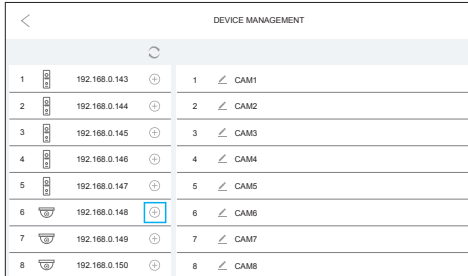 DEVICE MANAGEMENT
1 192.168.0.143 1 CAM1
2 192.168.0.144 2 CAM2
3 192.168.0.145 3 CAM3
4 192.168.0.146 4 CAM4
5 192.168.0.147 5 CAM5
6 192.168.0.148 6 CAM6
7 192.168.0.149 7 CAM7
8 192.168.0.150 8 CAM8